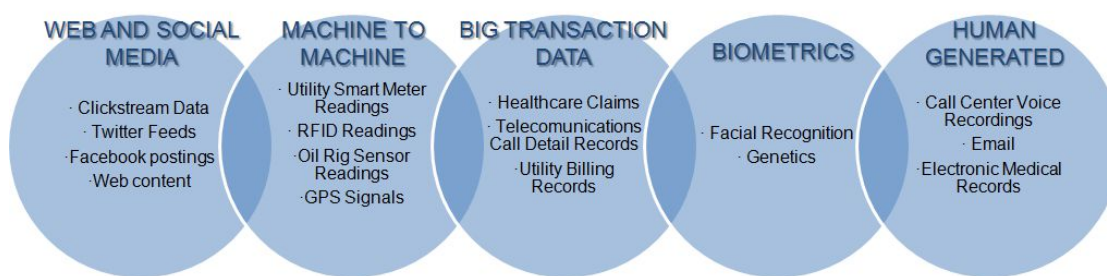 WEB AND SOCIAL
MEDIA
· Clickstream Data
· Twitter Feeds
·Facebook postings
·Web content
MACHINE TO
MACHINE
· Utility Smart Meter
Readings
· RFID Readings
·Oil Rig Sensor
Readings
·GPS Signals
BIG TRANSACTION
DATA
· Healthcare Claims
· Telecomunications
Call Detail Records
·Utility Billing
Records
BIOMETRICS
· Facial Recognition
· Genetics
HUMAN
GENERATED
· Call Center Voice
Recordings
· Email
·Electronic Medical
Records